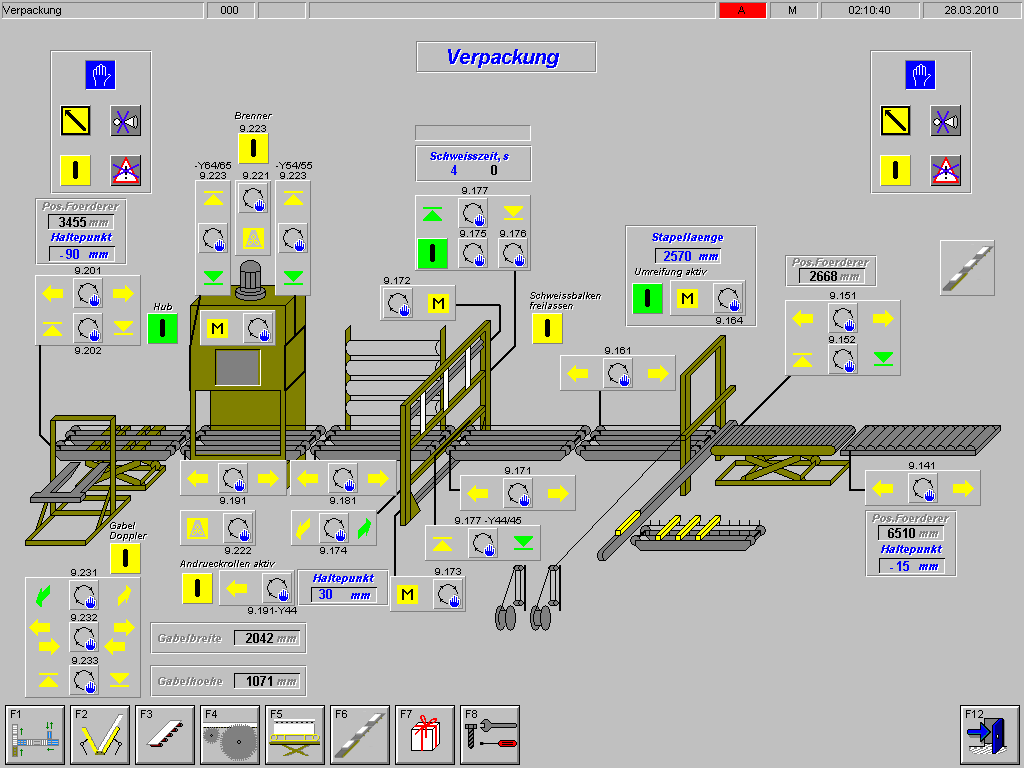 Verpackung
000
A
M
02:10:40
28.03.2010
Verpackung
Brenner
9.223
-Y64/65
9.223
9.221
-Y54/55
9.223
Schweisszeit, s
4 0
9.177
9.175 9.176
Pos.Foerderer
3455 mm
Haltepunkt
-90 mm
9.201
9.202
Hub
M
9.172
M
Schweissbalken
freilassen
Stapellaenge
2570 mm
Umreifung aktiv
M
9.164
Pos.Foerderer
2668 mm
9.151
9.152
9.161
9.191
9.181
9.171
9.141
9.222
9.174
9.177 -Y44/45
Pos.Foerderer
6510 mm
Haltepunkt
-15 mm
Gabel
Doppler
Andrueckrollen aktiv
9.191-Y44
Haltepunkt
30 mm
9.173
M
9.231
9.232
9.233
Gabelbreite 2042 mm
Gabelhoehe 1071 mm
F1
F2
F3
F4
F5
F6
F7
F8
F12